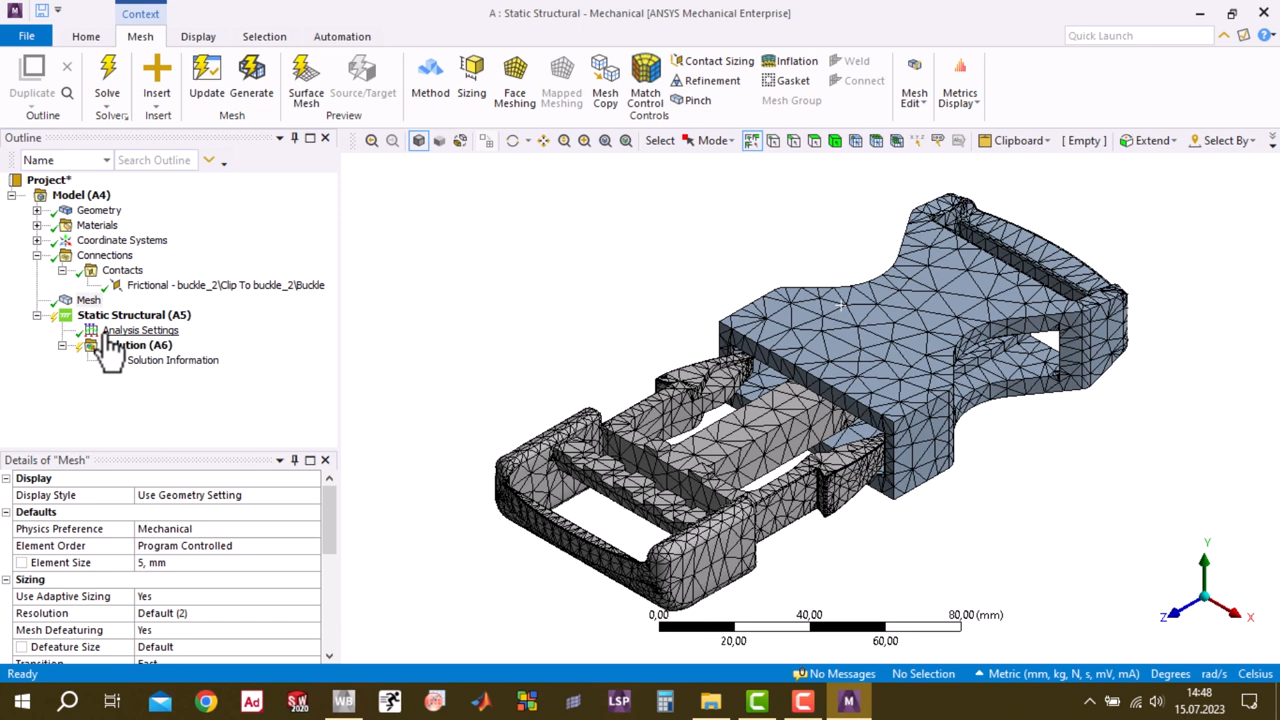 A : Static Structural - Mechanical [ANSYS Mechanical Enterprise]
Context
File Home Mesh Display Selection Automation Quick Launch
Duplicate Solve Insert Update Generate Surface Mesh Source/Target Method Sizing Face Meshing Mapped Meshing Mesh Copy Match Control Contact Sizing Refinement Pinch Inflation Gasket Mesh Group Weld Connect Mesh Edit Metrics Display
Outline Solver Insert Mesh Preview Controls
Outline
Select Mode Clipboard [ Empty ] Extend Select By
Name Search Outline
Project*
Model (A4)
Geometry
Materials
Coordinate Systems
Connections
Contacts
Frictional - buckle_2\Clip To buckle_2\Buckle
Mesh
Static Structural (A5)
Analysis Settings
Solution (A6)
Solution Information
Details of "Mesh"
Display
Display Style Use Geometry Setting
Defaults
Physics Preference Mechanical
Element Order Program Controlled
Element Size 5, mm
Sizing
Use Adaptive Sizing Yes
Resolution Default (2)
Mesh Defeaturing Yes
Defeature Size Default
Transition Fast
0,00 40,00 80,00 (mm)
20,00 60,00
Y
Z
X
Ready No Messages No Selection Metric (mm, kg, N, s, mV, mA) Degrees rad/s Celsius
Ad SW 2020 WB LSP C C M
14:48
15.07.2023